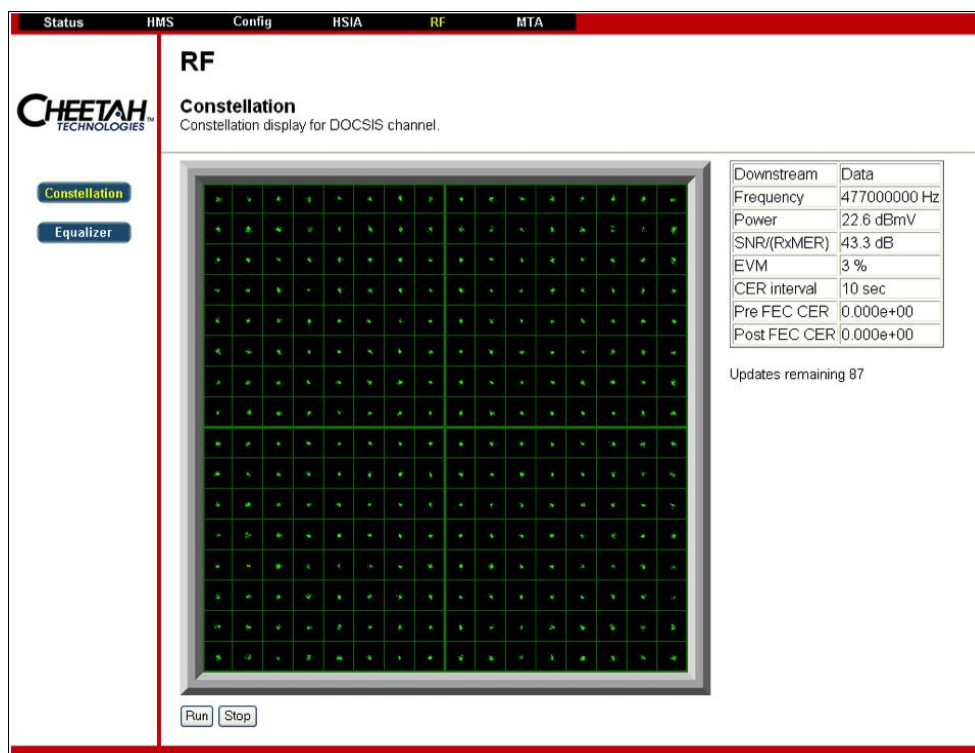 Status HMS Config HSIA RF MTA
RF
CHEETAH™
TECHNOLOGIES
Constellation
Constellation display for DOCSIS channel.
Constellation
Equalizer
Downstream Data
Frequency 477000000 Hz
Power 22.6 dBmV
SNR/(RxMER) 43.3 dB
EVM 3 %
CER interval 10 sec
Pre FEC CER 0.000e+00
Post FEC CER 0.000e+00
Updates remaining 87
Run Stop